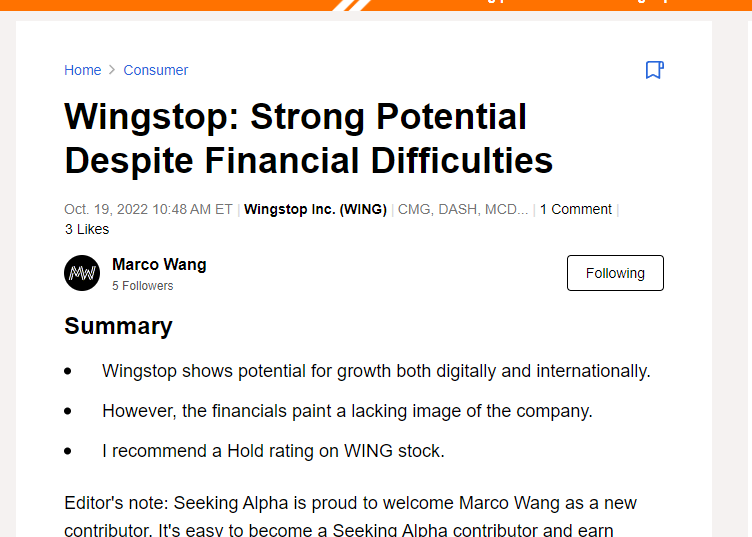 Home > Consumer
Wingstop: Strong Potential
Despite Financial Difficulties
Oct. 19, 2022 10:48 AM ET | Wingstop Inc. (WING) | CMG, DASH, MCD... | 1 Comment |
3 Likes
MW
Marco Wang
5 Followers
Following
Summary
• Wingstop shows potential for growth both digitally and internationally.
• However, the financials paint a lacking image of the company.
• I recommend a Hold rating on WING stock.
Editor's note: Seeking Alpha is proud to welcome Marco Wang as a new
contributor. It's easy to become a Seeking Alpha contributor and earn